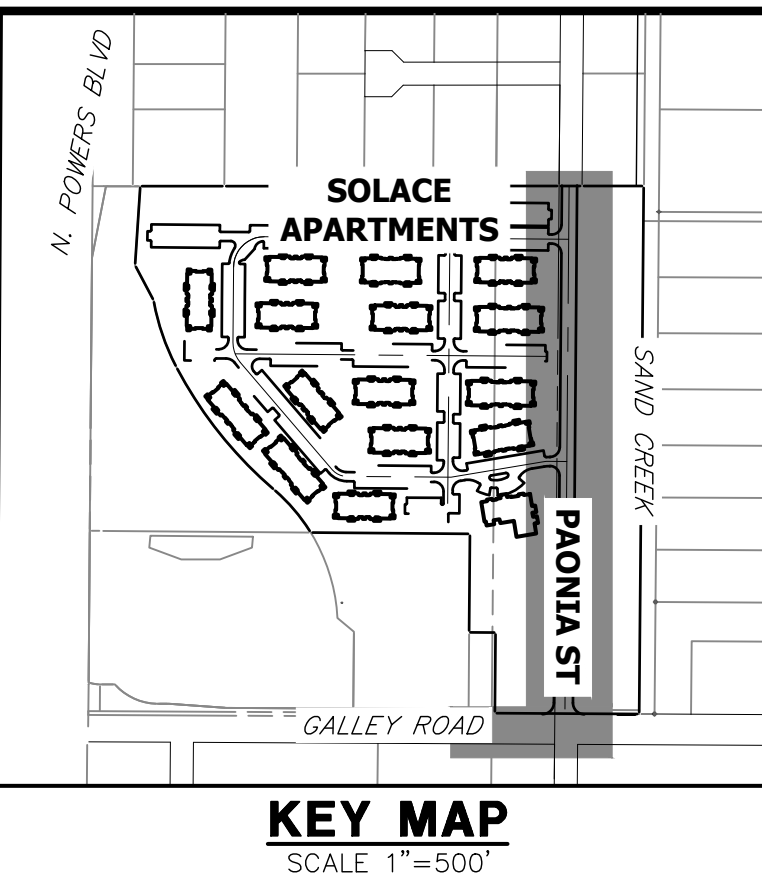 N. POWERS BLVD
SOLACE
APARTMENTS
SAND CREEK
PAONIA ST
GALLEY ROAD
KEY MAP
SCALE 1"=500'